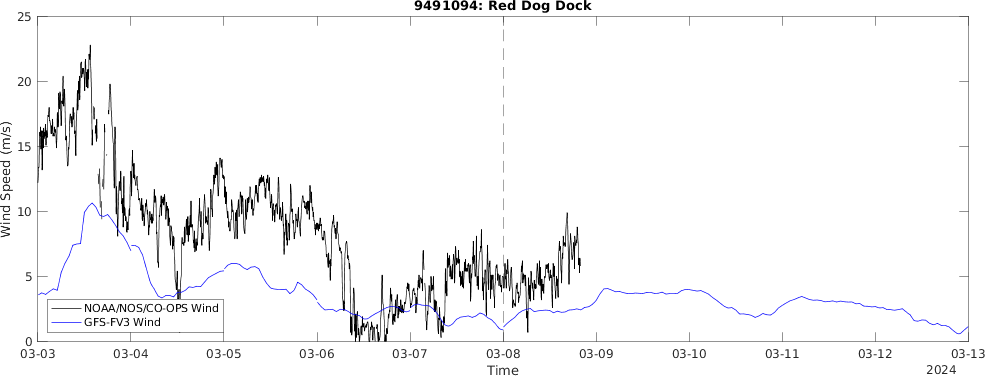 9491094: Red Dog Dock
25
20
15
10
5
0
Wind Speed (m/s)
NOAA/NOS/CO-OPS Wind
GFS-FV3 Wind
03-03 03-04 03-05 03-06 03-07 03-08 03-09 03-10 03-11 03-12 03-13
Time
2024